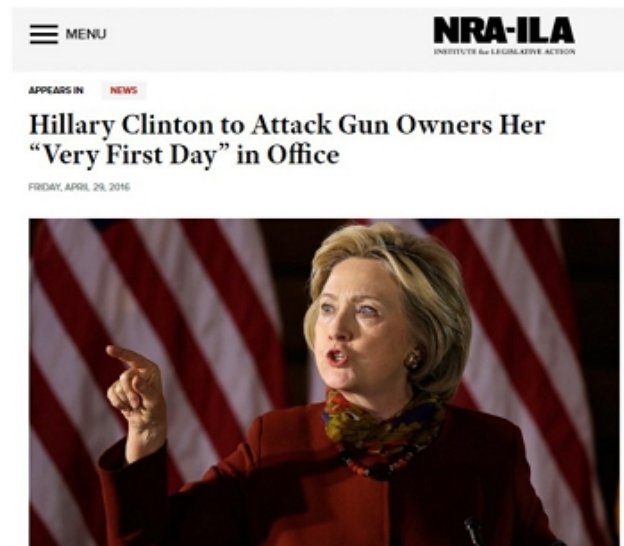 MENU
NRA-ILA
INSTITUTE for LEGISLATIVE ACTION
APPEARS IN NEWS
Hillary Clinton to Attack Gun Owners Her
“Very First Day” in Office
FRIDAY, APRIL 29, 2016